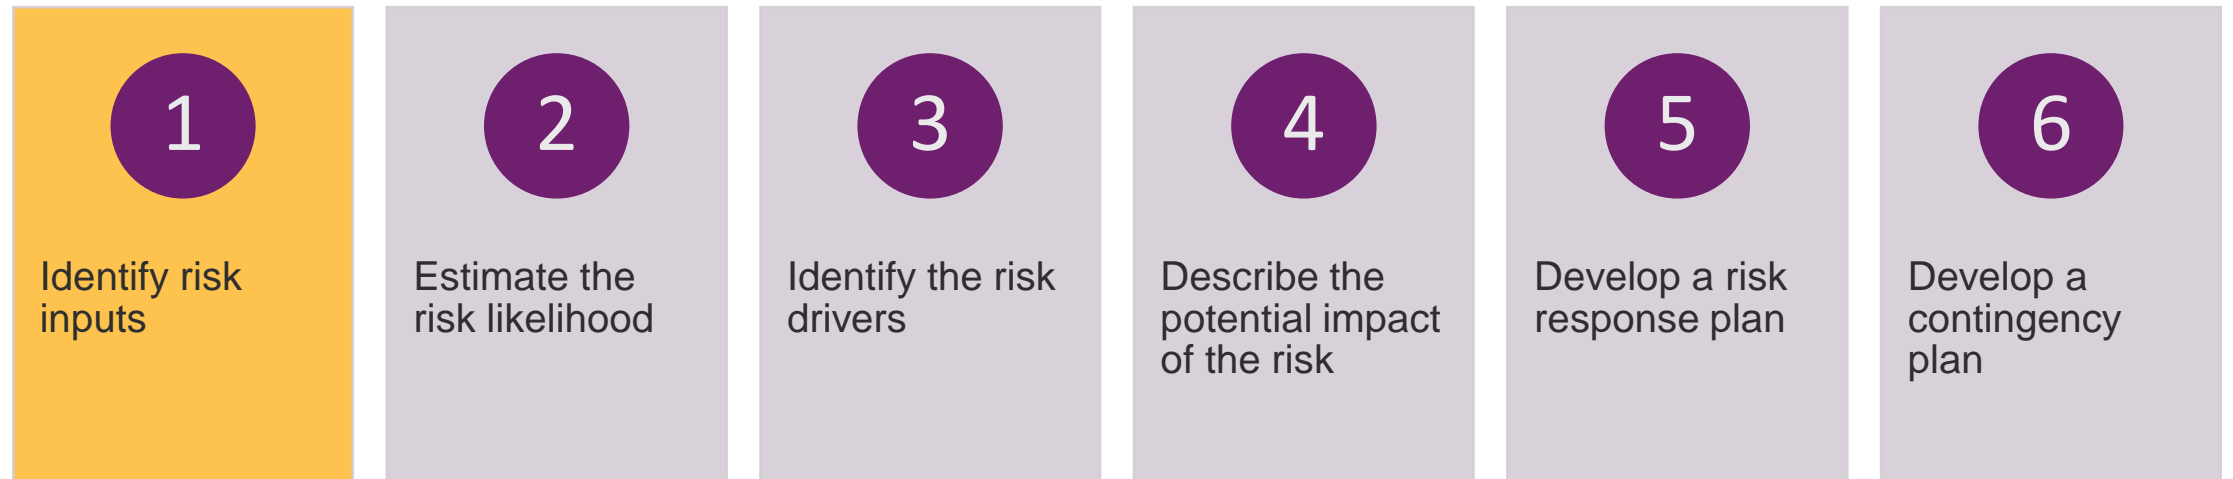 1
Identify risk
inputs
2
Estimate the
risk likelihood
3
Identify the risk
drivers
4
Describe the
potential impact
of the risk
5
Develop a risk
response plan
6
Develop a
contingency
plan